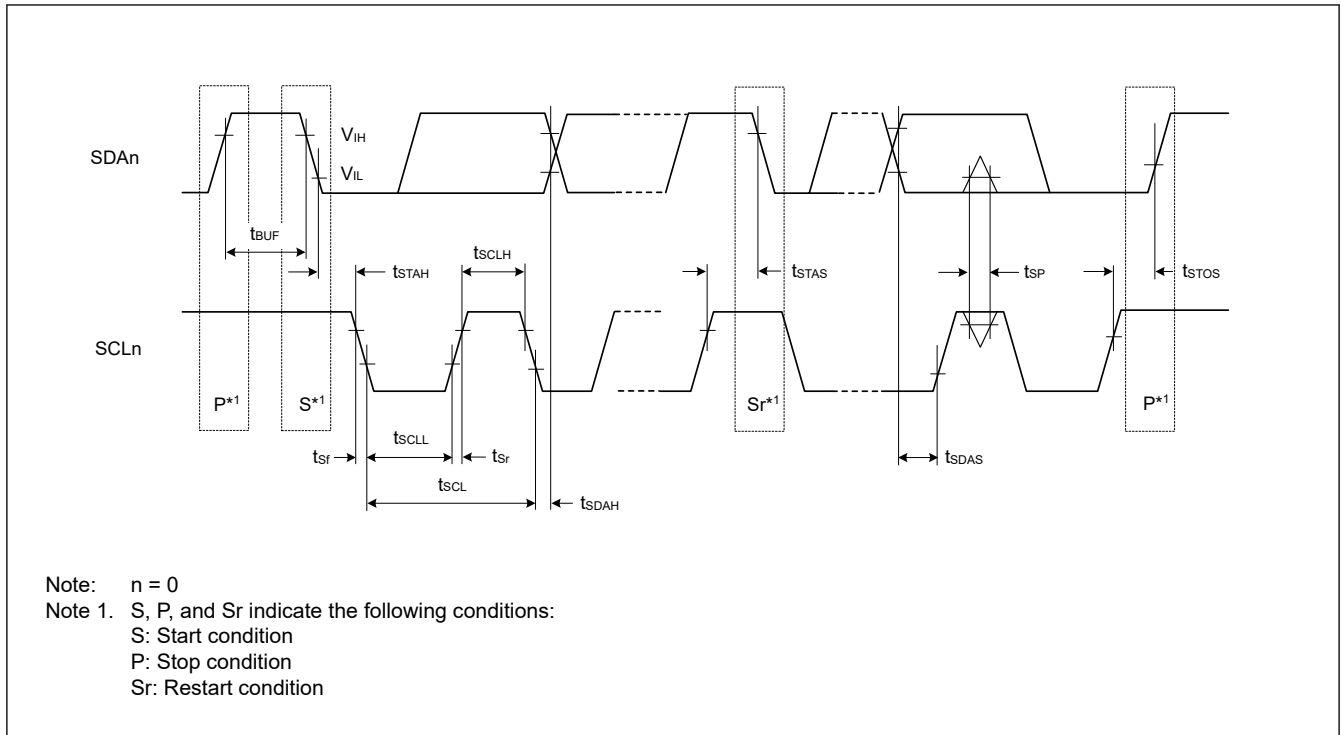 SDAn
VIH
VIL
tBUF
tSTAH
tSCLH
tSTAS
tSP
tSTOS
SCLn
P*1
S*1
Sr*1
P*1
tSf
tSCLL
tSr
tSCL
tSDAH
tSDAS
Note: n = 0
Note 1. S, P, and Sr indicate the following conditions:
S: Start condition
P: Stop condition
Sr: Restart condition